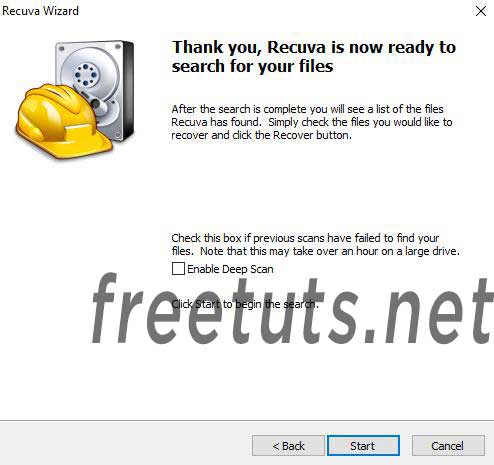 Recuva Wizard
Thank you, Recuva is now ready to
search for your files
After the search is complete you will see a list of the files
Recuva has found. Simply check the files you would like to
recover and click the Recover button.
Check this box if previous scans have failed to find your
files. Note that this may take over an hour on a large drive.
Enable Deep Scan
Click Start to begin the search.
freetuts.net
< Back
Start
Cancel